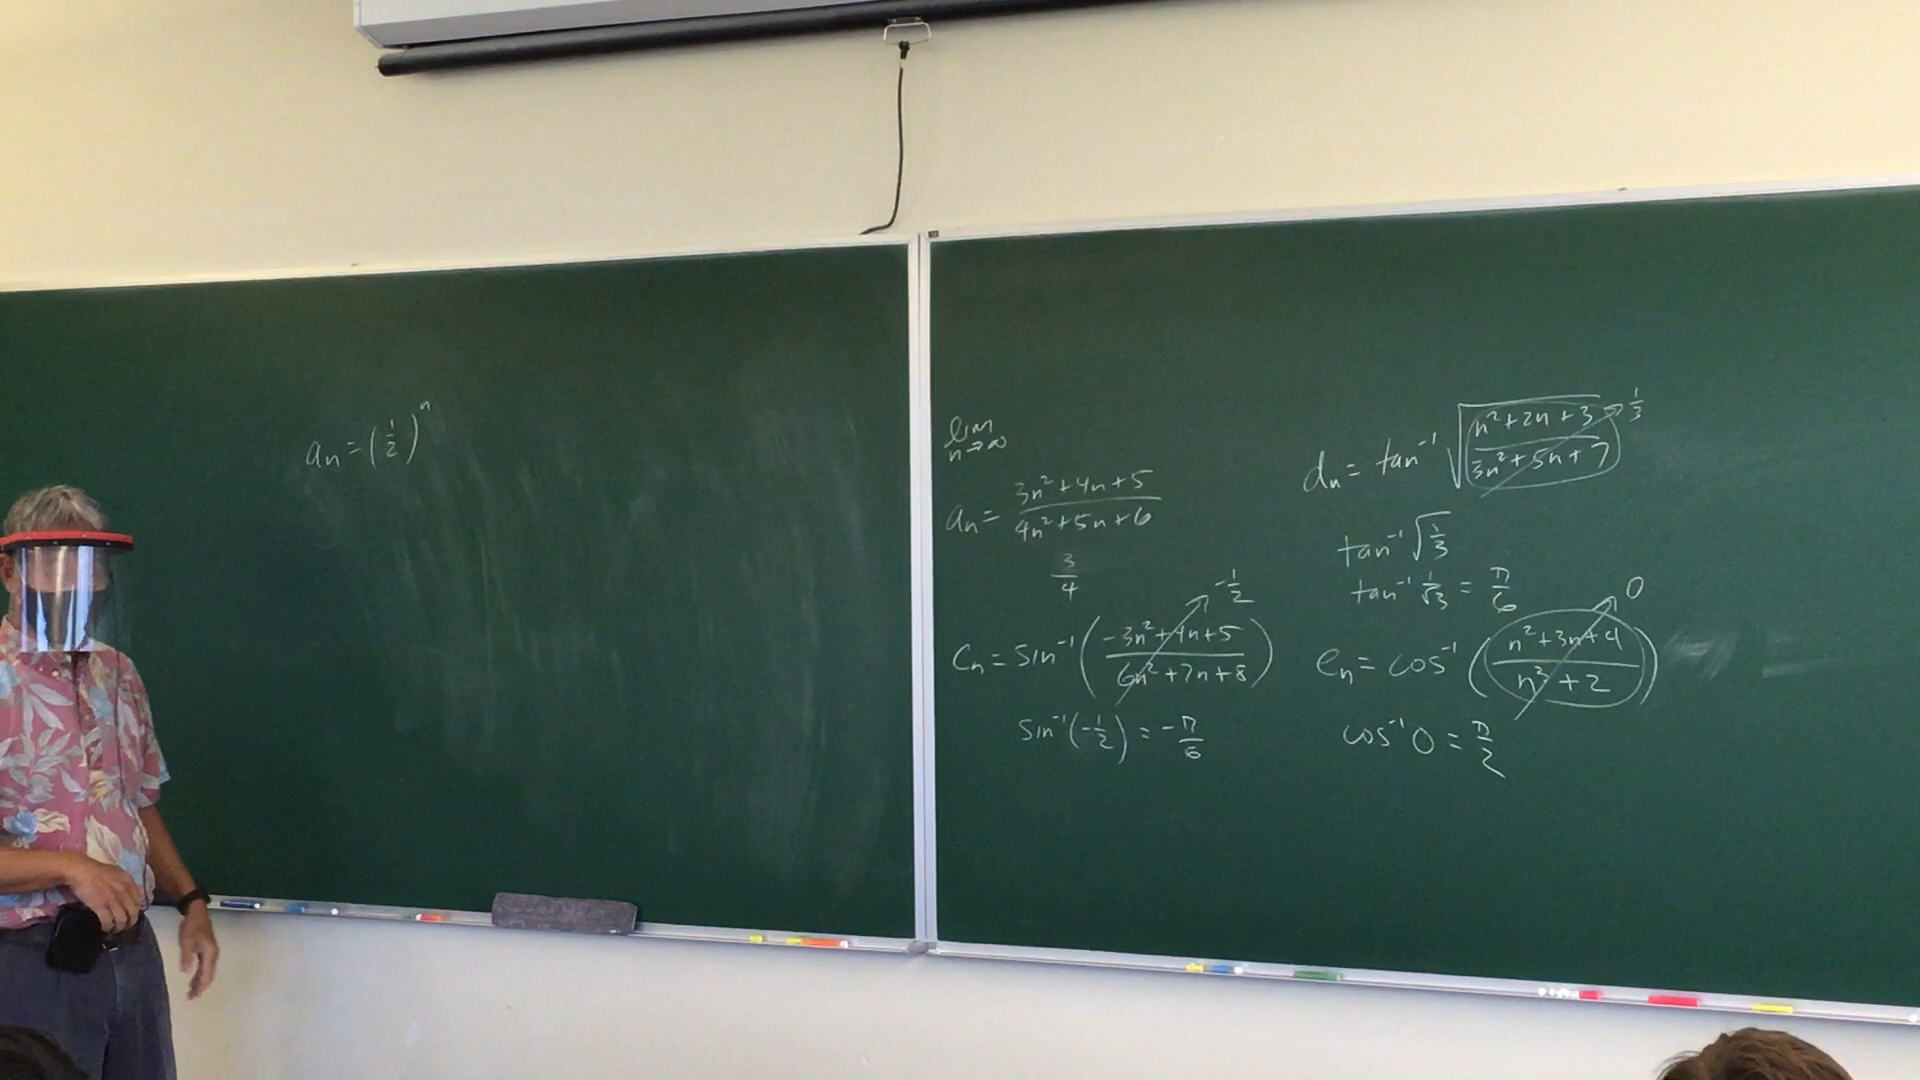 aₙ = (1/2)ⁿ
lim n→∞
aₙ = (3n²+4n+5)/(4n²+5n+6)
3/4
cₙ = sin⁻¹((-3n²+4n+5)/(6n²+7n+8)) → -1/2
sin⁻¹(-1/2) = -π/6
dₙ = tan⁻¹ √((n²+2n+3)/(3n²+5n+7)) → 1/3
tan⁻¹ √(1/3)
tan⁻¹ 1/√3 = π/6
eₙ = cos⁻¹((n²+3n+4)/(n³+2)) → 0
cos⁻¹ 0 = π/2